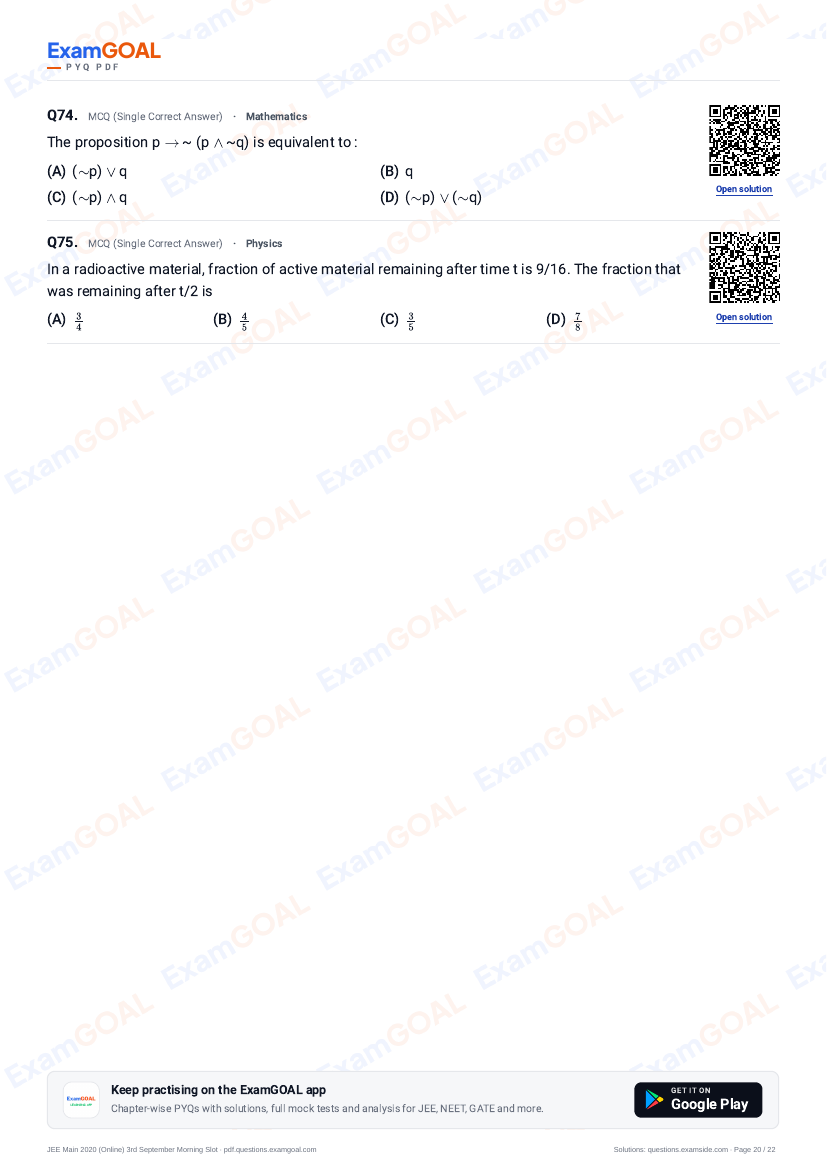 ExamGOAL
PYQ PDF
Q74. MCQ (Single Correct Answer) · Mathematics
The proposition p → ~ (p ∧ ~q) is equivalent to :
(A) (~p) ∨ q
(B) q
(C) (~p) ∧ q
(D) (~p) ∨ (~q)
Open solution
Q75. MCQ (Single Correct Answer) · Physics
In a radioactive material, fraction of active material remaining after time t is 9/16. The fraction that
was remaining after t/2 is
(A) 3/4
(B) 4/5
(C) 3/5
(D) 7/8
Open solution
ExamGOAL
Keep practising on the ExamGOAL app
Chapter-wise PYQs with solutions, full mock tests and analysis for JEE, NEET, GATE and more.
GET IT ON
Google Play
JEE Main 2020 (Online) 3rd September Morning Slot · pdf.questions.examgoal.com
Solutions: questions.examside.com · Page 20 / 22